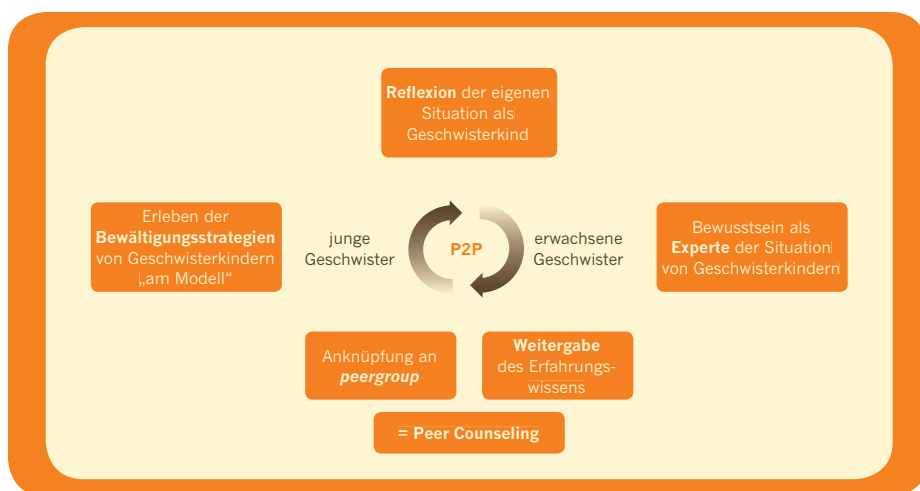 Reflexion der eigenen
Situation als
Geschwisterkind
Erleben der
Bewältigungsstrategien
von Geschwisterkindern
„am Modell“
junge
Geschwister
P2P
erwachsene
Geschwister
Bewusstsein als
Experte der Situation
von Geschwisterkindern
Anknüpfung an
peergroup
Weitergabe
des Erfahrungs-
wissens
= Peer Counseling